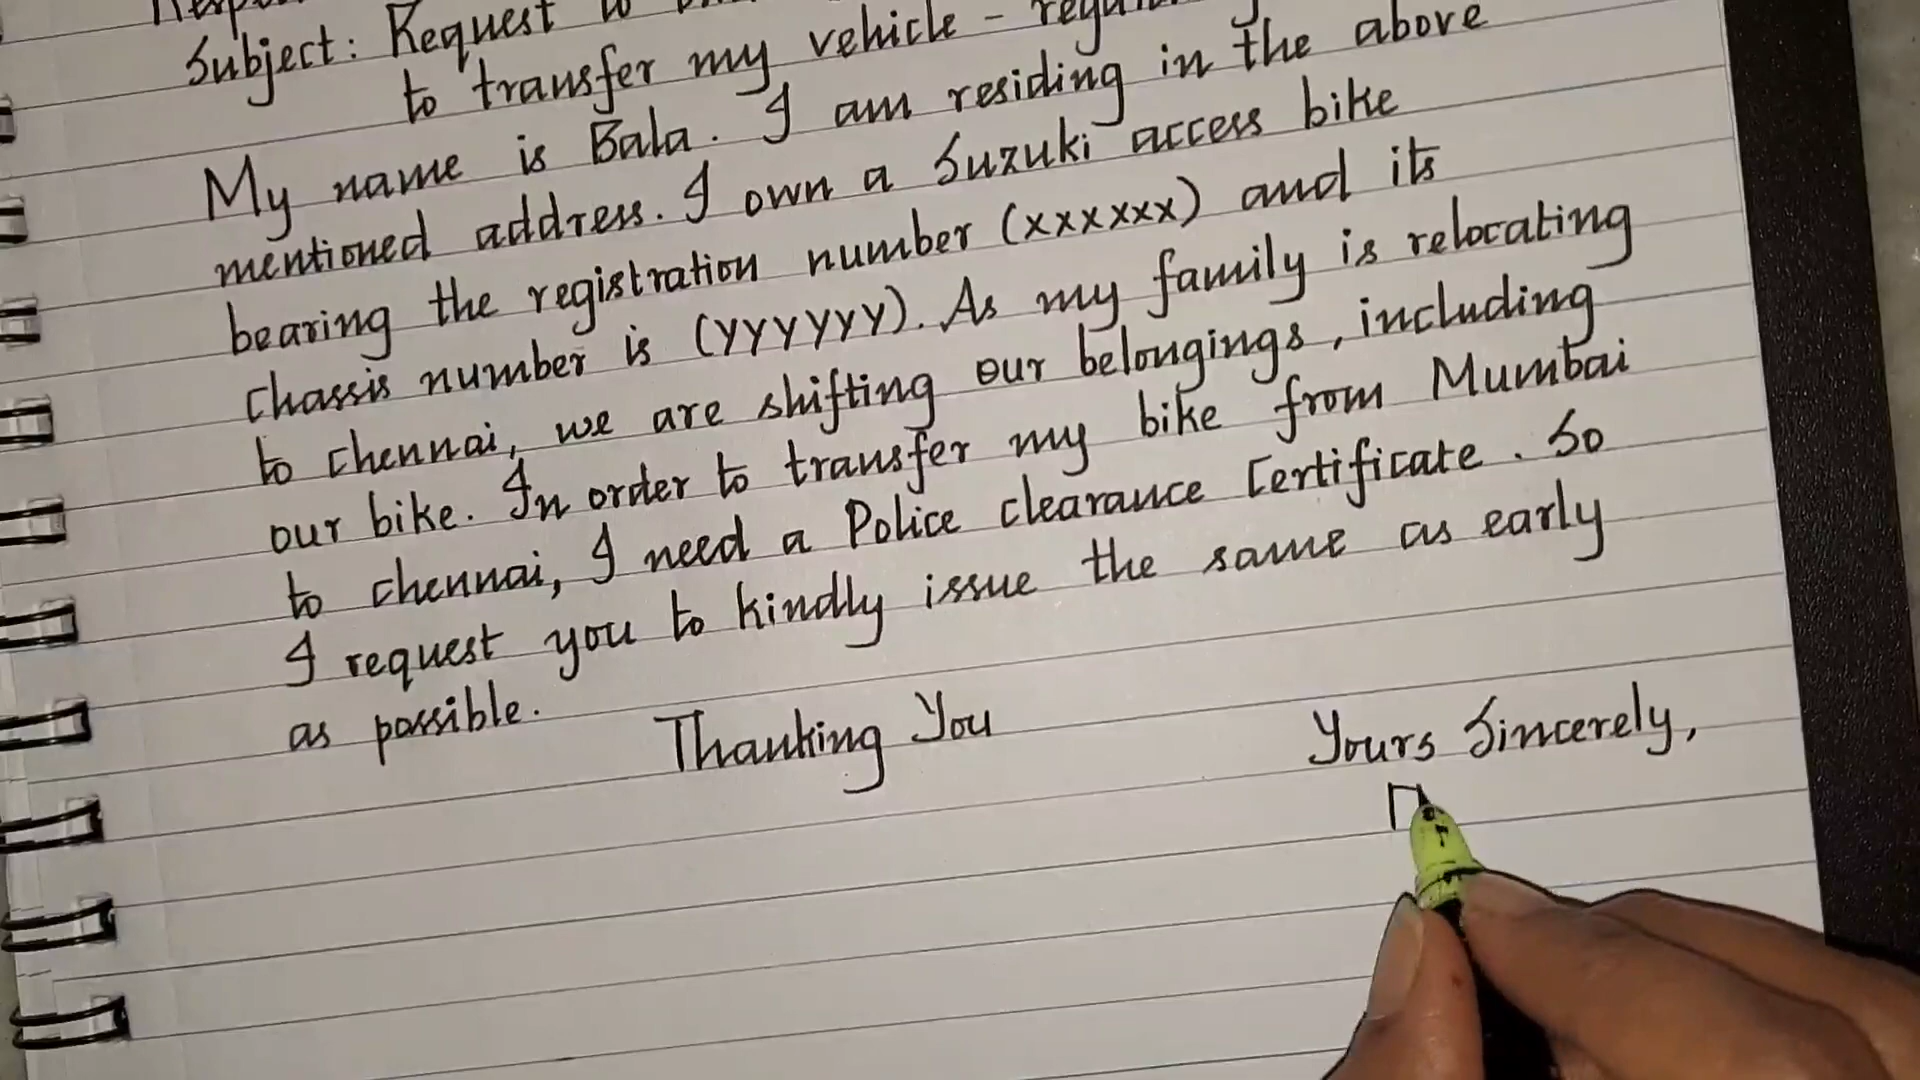 Subject: Request to
to transfer my vehicle - regarding
My name is Bala. I am residing in the above
mentioned address. I own a Suzuki access bike
bearing the registration number (xxxxxx) and its
chassis number is (YYYYYY). As my family is relocating
to chennai, we are shifting our belongings, including
our bike. In order to transfer my bike from Mumbai
to chennai, I need a Police clearance Certificate. So
I request you to kindly issue the same as early
as possible.
Thanking You
Yours Sincerely,